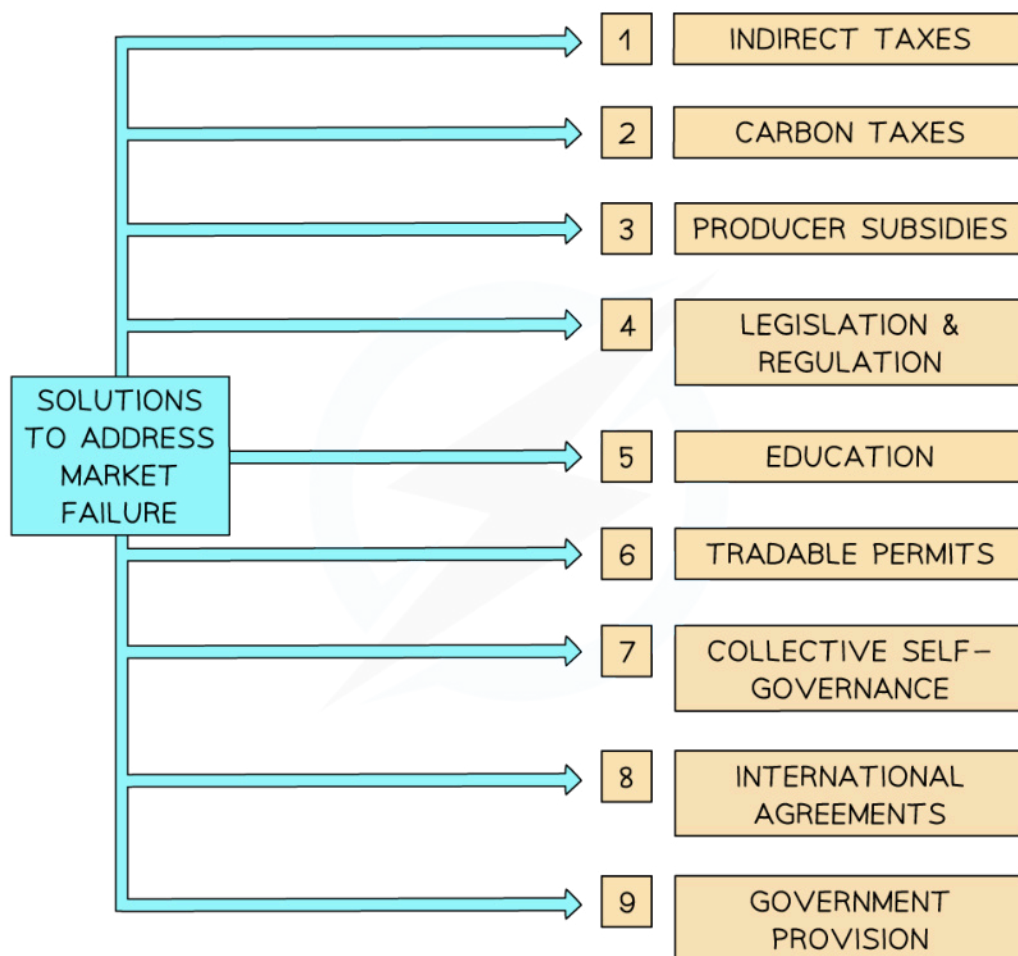 1
INDIRECT TAXES
2
CARBON TAXES
3
PRODUCER SUBSIDIES
4
LEGISLATION &
REGULATION
SOLUTIONS
TO ADDRESS
MARKET
FAILURE
5
EDUCATION
6
TRADABLE PERMITS
7
COLLECTIVE SELF-
GOVERNANCE
8
INTERNATIONAL
AGREEMENTS
9
GOVERNMENT
PROVISION